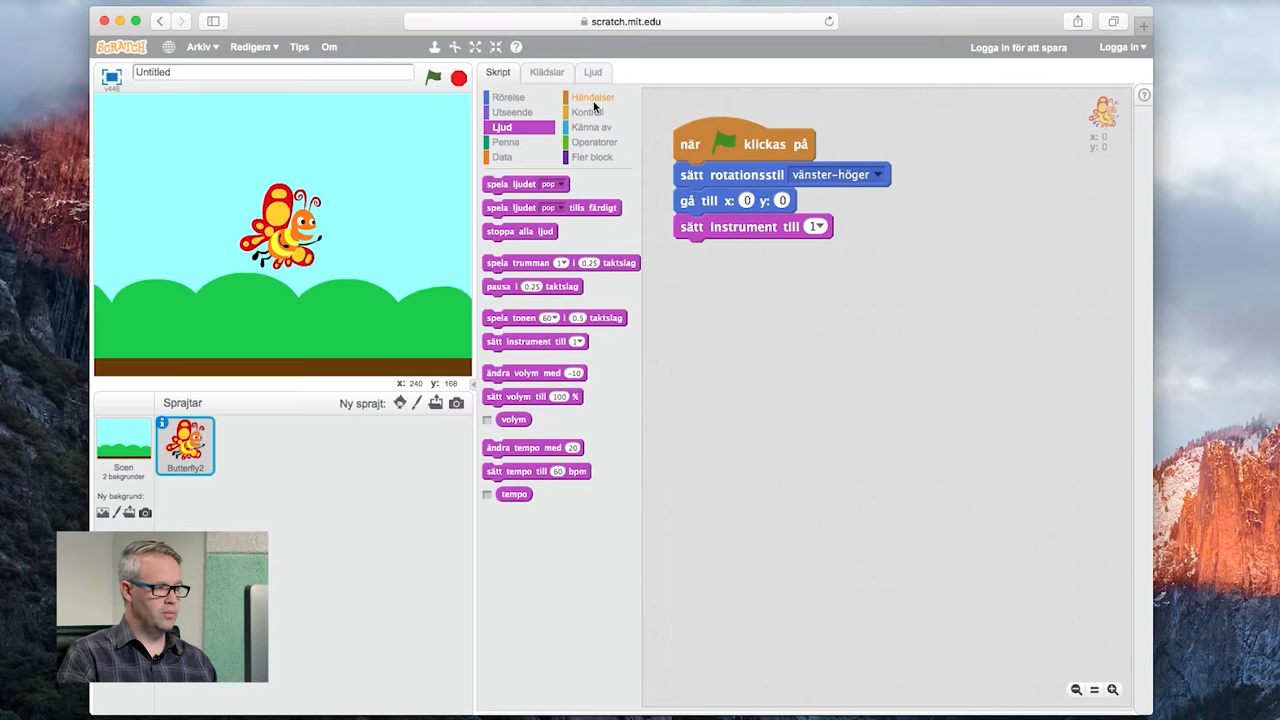 scratch.mit.edu
SCRATCH Arkiv Redigera Tips Om Logga in för att spara Logga in
v446 Untitled
Skript Klädslar Ljud
Rörelse Händelser
Utseende Kontroll
Ljud Känna av
Penna Operatorer
Data Fler block
spela ljudet pop
spela ljudet pop tills färdigt
stoppa alla ljud
spela trumman 1 i 0.25 taktslag
pausa i 0.25 taktslag
spela tonen 60 i 0.5 taktslag
sätt instrument till 1
ändra volym med -10
sätt volym till 100 %
volym
ändra tempo med 20
sätt tempo till 60 bpm
tempo
när klickas på
sätt rotationsstil vänster-höger
gå till x: 0 y: 0
sätt instrument till 1
x: 0
y: 0
x: 240 y: 168
Sprajtar Ny sprajt:
Scen
2 bakgrunder
Butterfly2
Ny bakgrund: